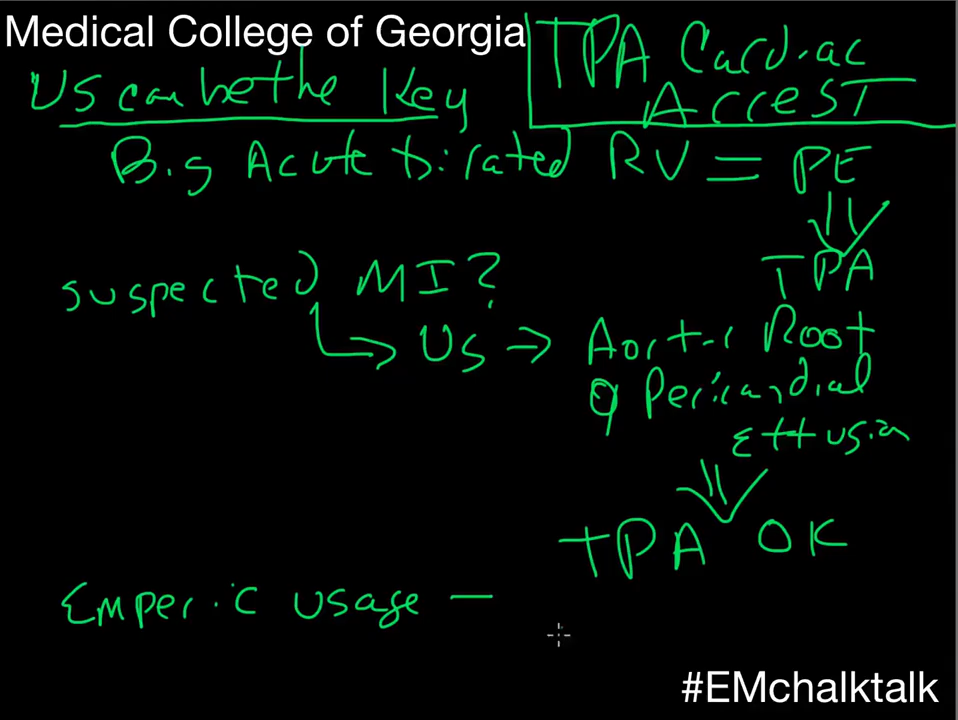 Medical College of Georgia
TPA Cardiac
Arrest
US can be the Key
Big Acute Dilated RV = PE
TPA
suspected MI?
US → Aortic Root
φ Pericardial
Effusion
TPA OK
Emperic usage —
#EMchalktalk